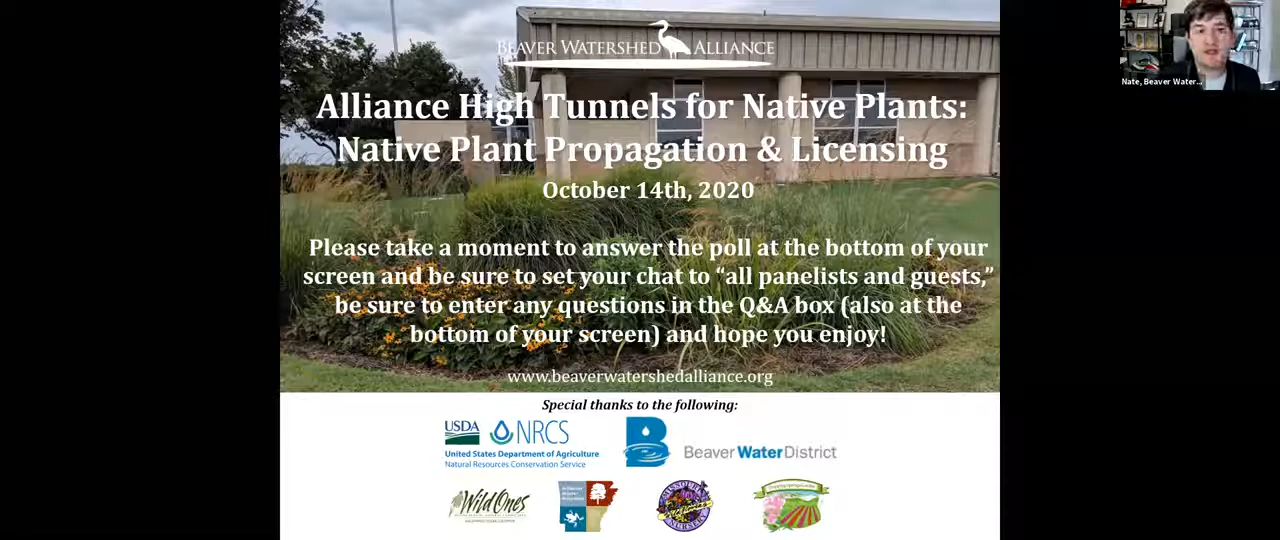 BEAVER WATERSHED ALLIANCE
Alliance High Tunnels for Native Plants:
Native Plant Propagation & Licensing
October 14th, 2020
Please take a moment to answer the poll at the bottom of your
screen and be sure to set your chat to “all panelists and guests,”
be sure to enter any questions in the Q&A box (also at the
bottom of your screen) and hope you enjoy!
www.beaverwatershedalliance.org
Special thanks to the following:
USDA NRCS
United States Department of Agriculture
Natural Resources Conservation Service
Beaver Water District
Wild Ones
MISSOURI
WILDFLOWERS
NURSERY
Nate, Beaver Water...